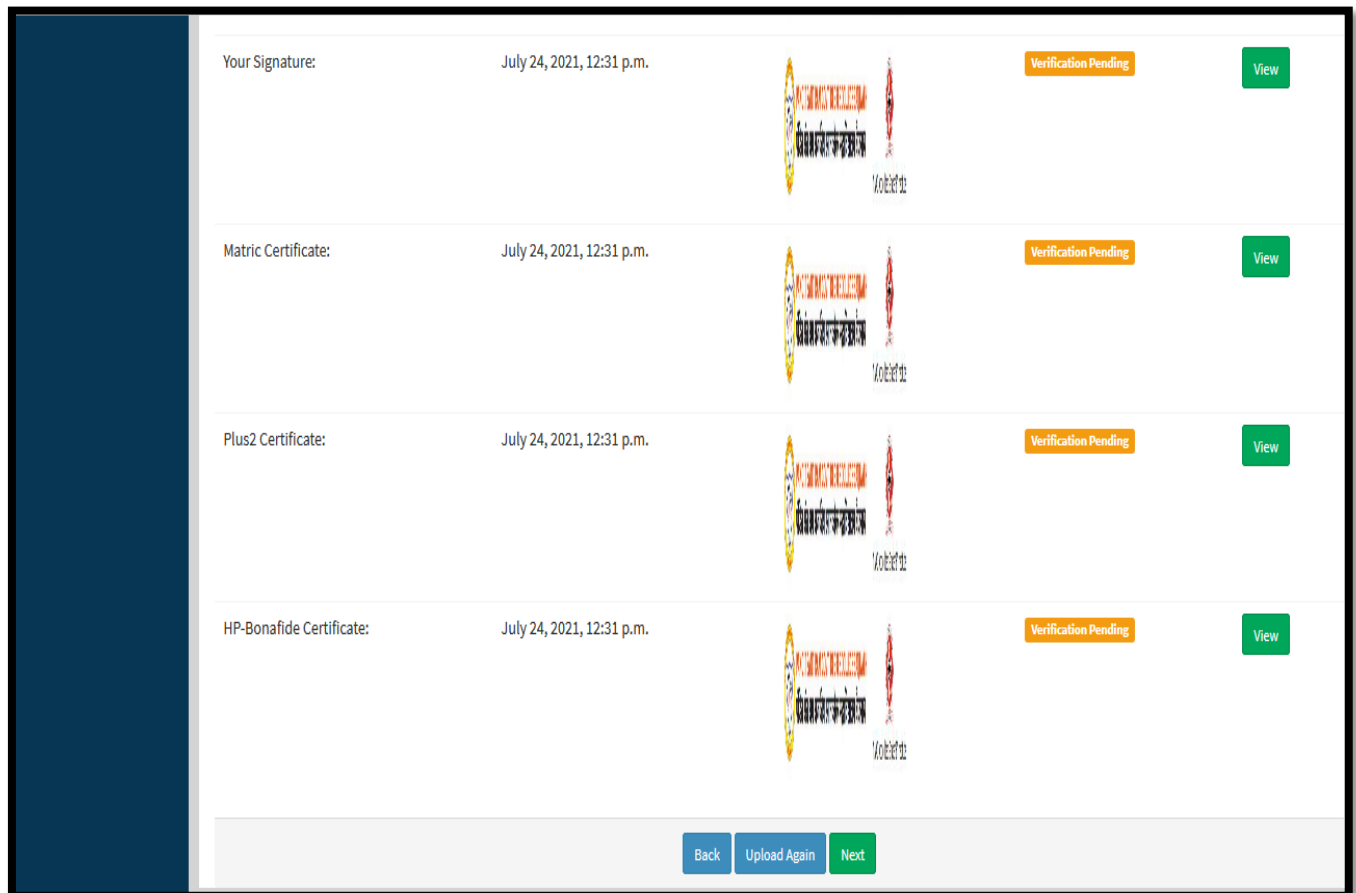 Your Signature: July 24, 2021, 12:31 p.m. Verification Pending View
Matric Certificate: July 24, 2021, 12:31 p.m. Verification Pending View
Plus2 Certificate: July 24, 2021, 12:31 p.m. Verification Pending View
HP-Bonafide Certificate: July 24, 2021, 12:31 p.m. Verification Pending View
Back Upload Again Next